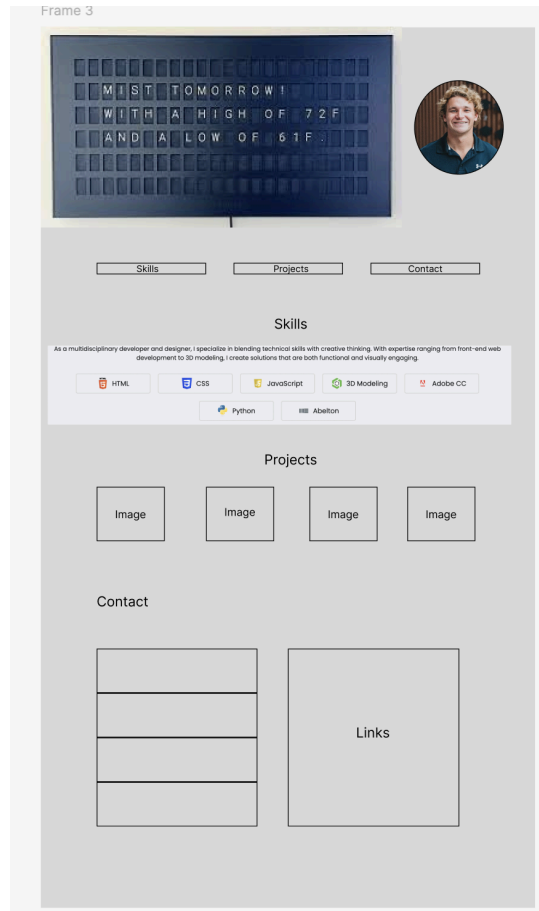 Frame 3
MIST TOMORROW!
WITH A HIGH OF 72F
AND A LOW OF 61F.
Skills
Projects
Contact
Skills
As a multidisciplinary developer and designer, I specialize in blending technical skills with creative thinking. With expertise ranging from front-end web
development to 3D modeling, I create solutions that are both functional and visually engaging.
HTML
CSS
JavaScript
3D Modeling
Adobe CC
Python
Abelton
Projects
Image
Image
Image
Image
Contact
Links